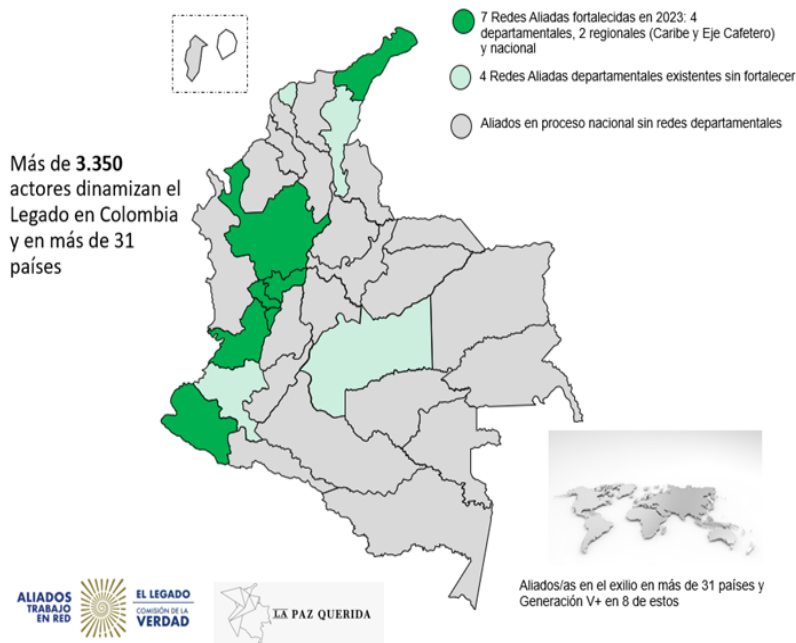 7 Redes Aliadas fortalecidas en 2023: 4
departamentales, 2 regionales (Caribe y Eje Cafetero)
y nacional
4 Redes Aliadas departamentales existentes sin fortalecer
Aliados en proceso nacional sin redes departamentales
Más de 3.350
actores dinamizan el
Legado en Colombia
y en más de 31
países
Aliados/as en el exilio en más de 31 países y
Generación V+ en 8 de estos
ALIADOS
TRABAJO
EN RED
EL LEGADO
COMISIÓN DE LA
VERDAD
LA PAZ QUERIDA